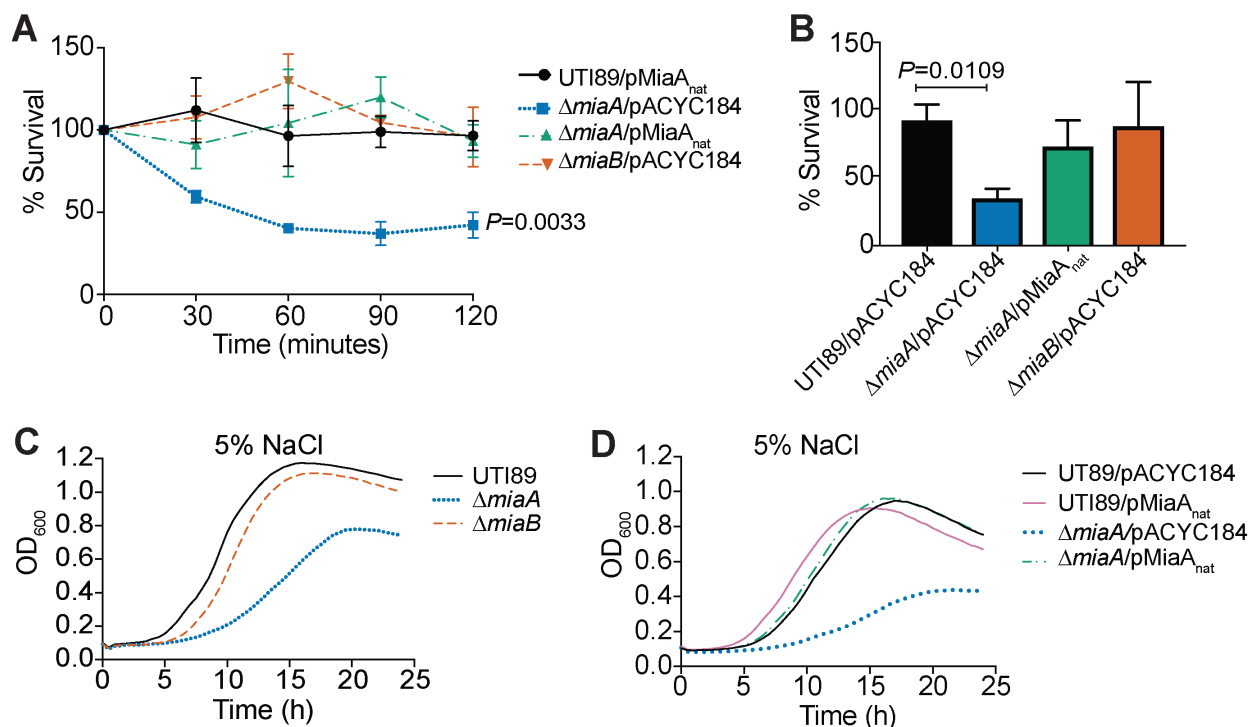 A
150
100
50
0
% Survival
0 30 60 90 120
Time (minutes)
UTI89/pMiaAnat
ΔmiaA/pACYC184
ΔmiaA/pMiaAnat
ΔmiaB/pACYC184
P=0.0033
B
150
100
50
0
% Survival
P=0.0109
UTI89/pACYC184
ΔmiaA/pACYC184
ΔmiaA/pMiaAnat
ΔmiaB/pACYC184
C
5% NaCl
1.2
1.0
0.8
0.6
0.4
0.2
0.0
OD600
0 5 10 15 20 25
Time (h)
UTI89
ΔmiaA
ΔmiaB
D
5% NaCl
1.2
1.0
0.8
0.6
0.4
0.2
0.0
OD600
0 5 10 15 20 25
Time (h)
UT89/pACYC184
UTI89/pMiaAnat
ΔmiaA/pACYC184
ΔmiaA/pMiaAnat